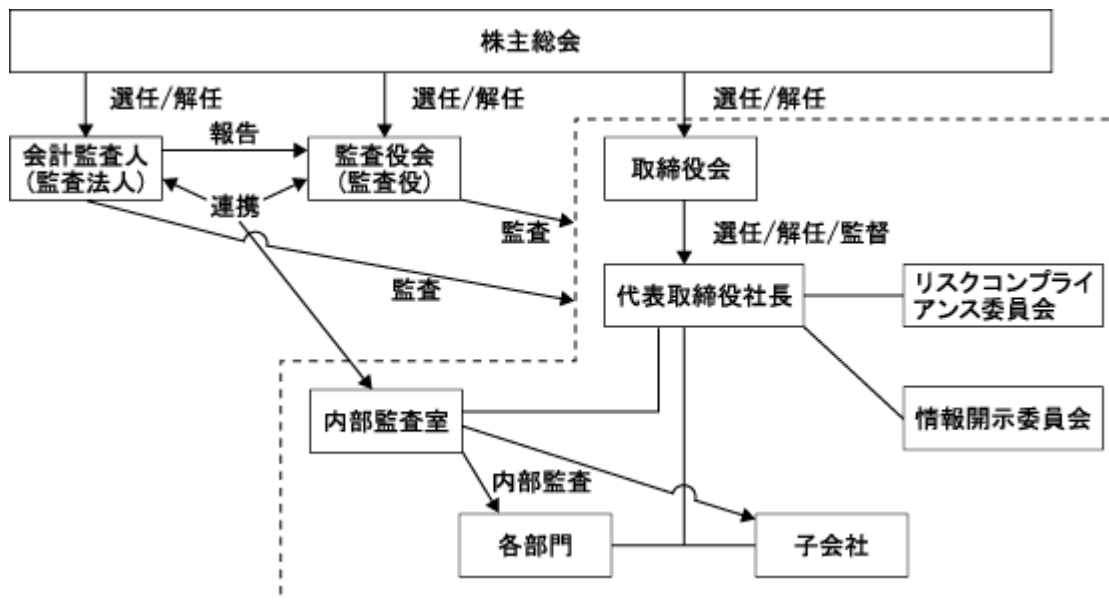 株主総会
選任/解任
選任/解任
選任/解任
報告
会計監査人
(監査法人)
監査役会
(監査役)
取締役会
連携
監査
選任/解任/監督
監査
代表取締役社長
リスクコンプライ
アンス委員会
内部監査室
情報開示委員会
内部監査
各部門
子会社